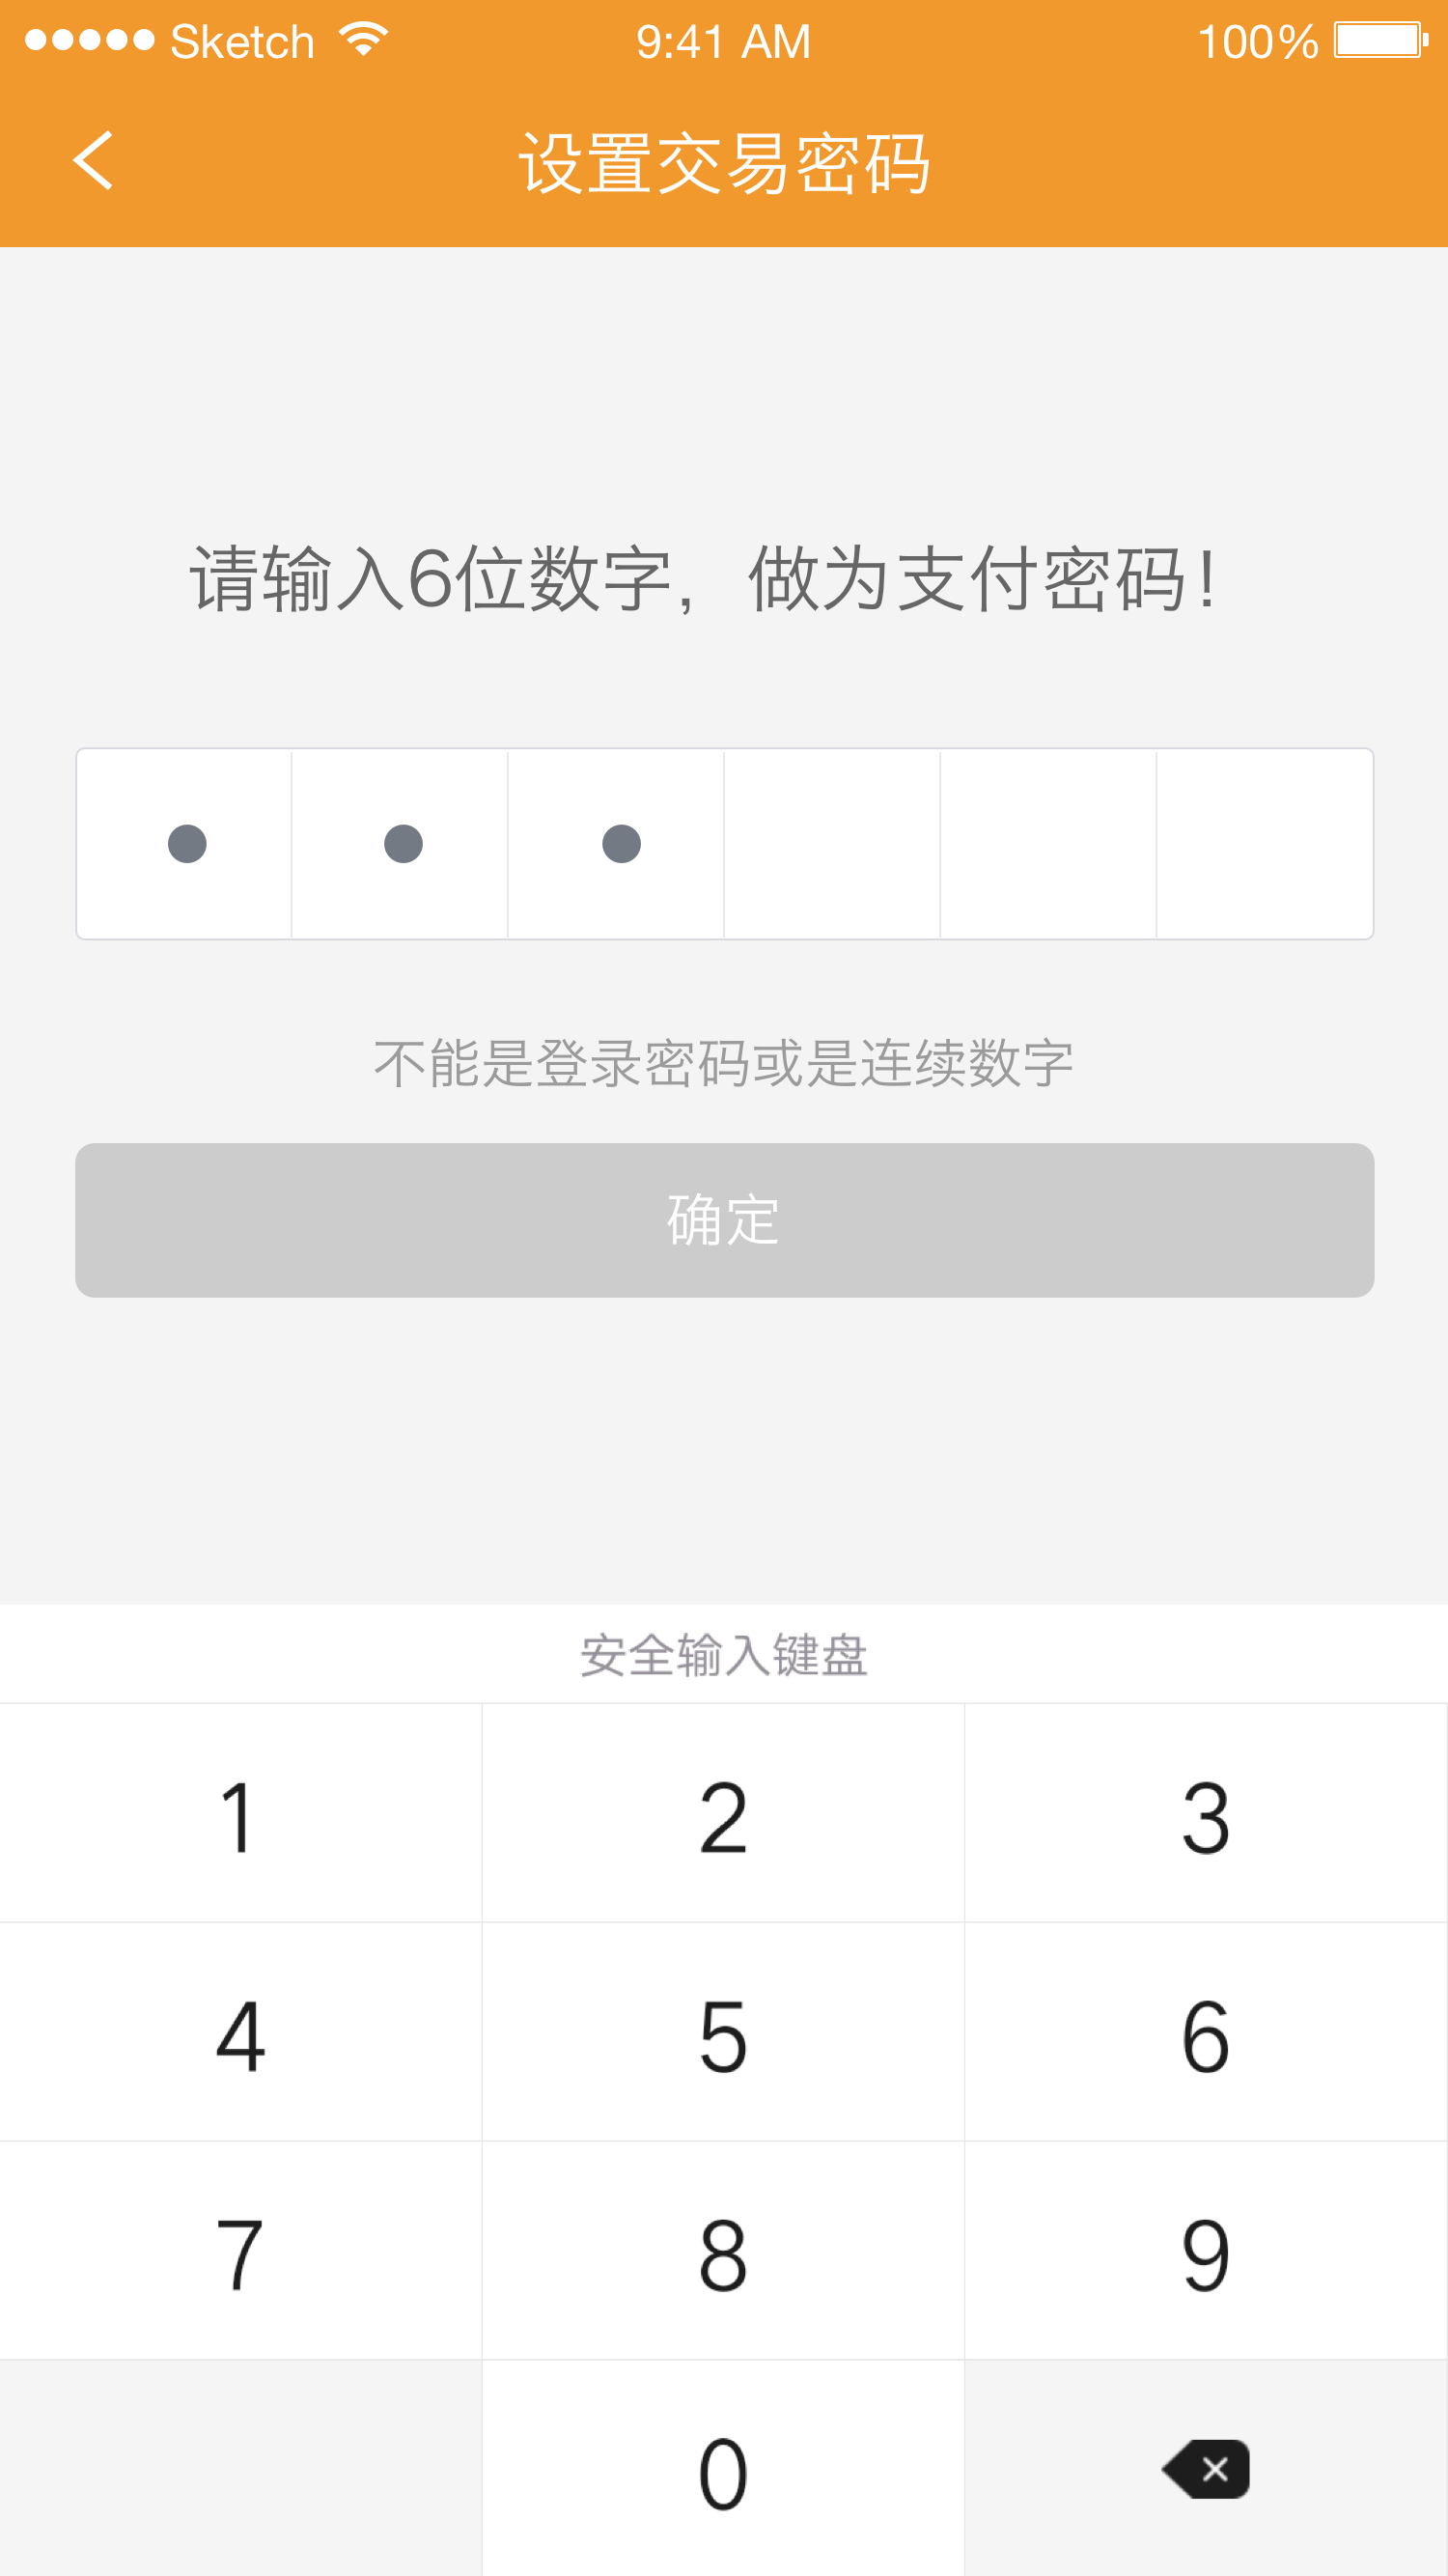 Sketch 9:41 AM 100%
设置交易密码
请输入6位数字，做为支付密码！
不能是登录密码或是连续数字
确定
安全输入键盘
1 2 3
4 5 6
7 8 9
0